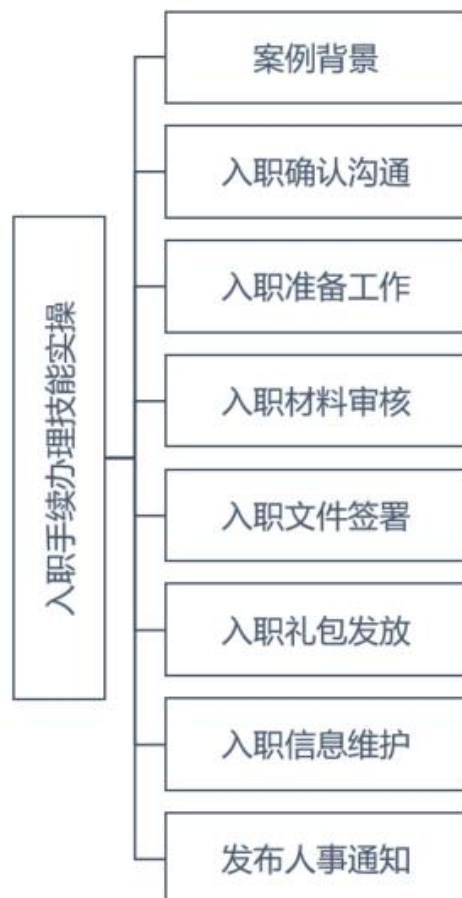 入职手续办理技能实操
案例背景
入职确认沟通
入职准备工作
入职材料审核
入职文件签署
入职礼包发放
入职信息维护
发布人事通知